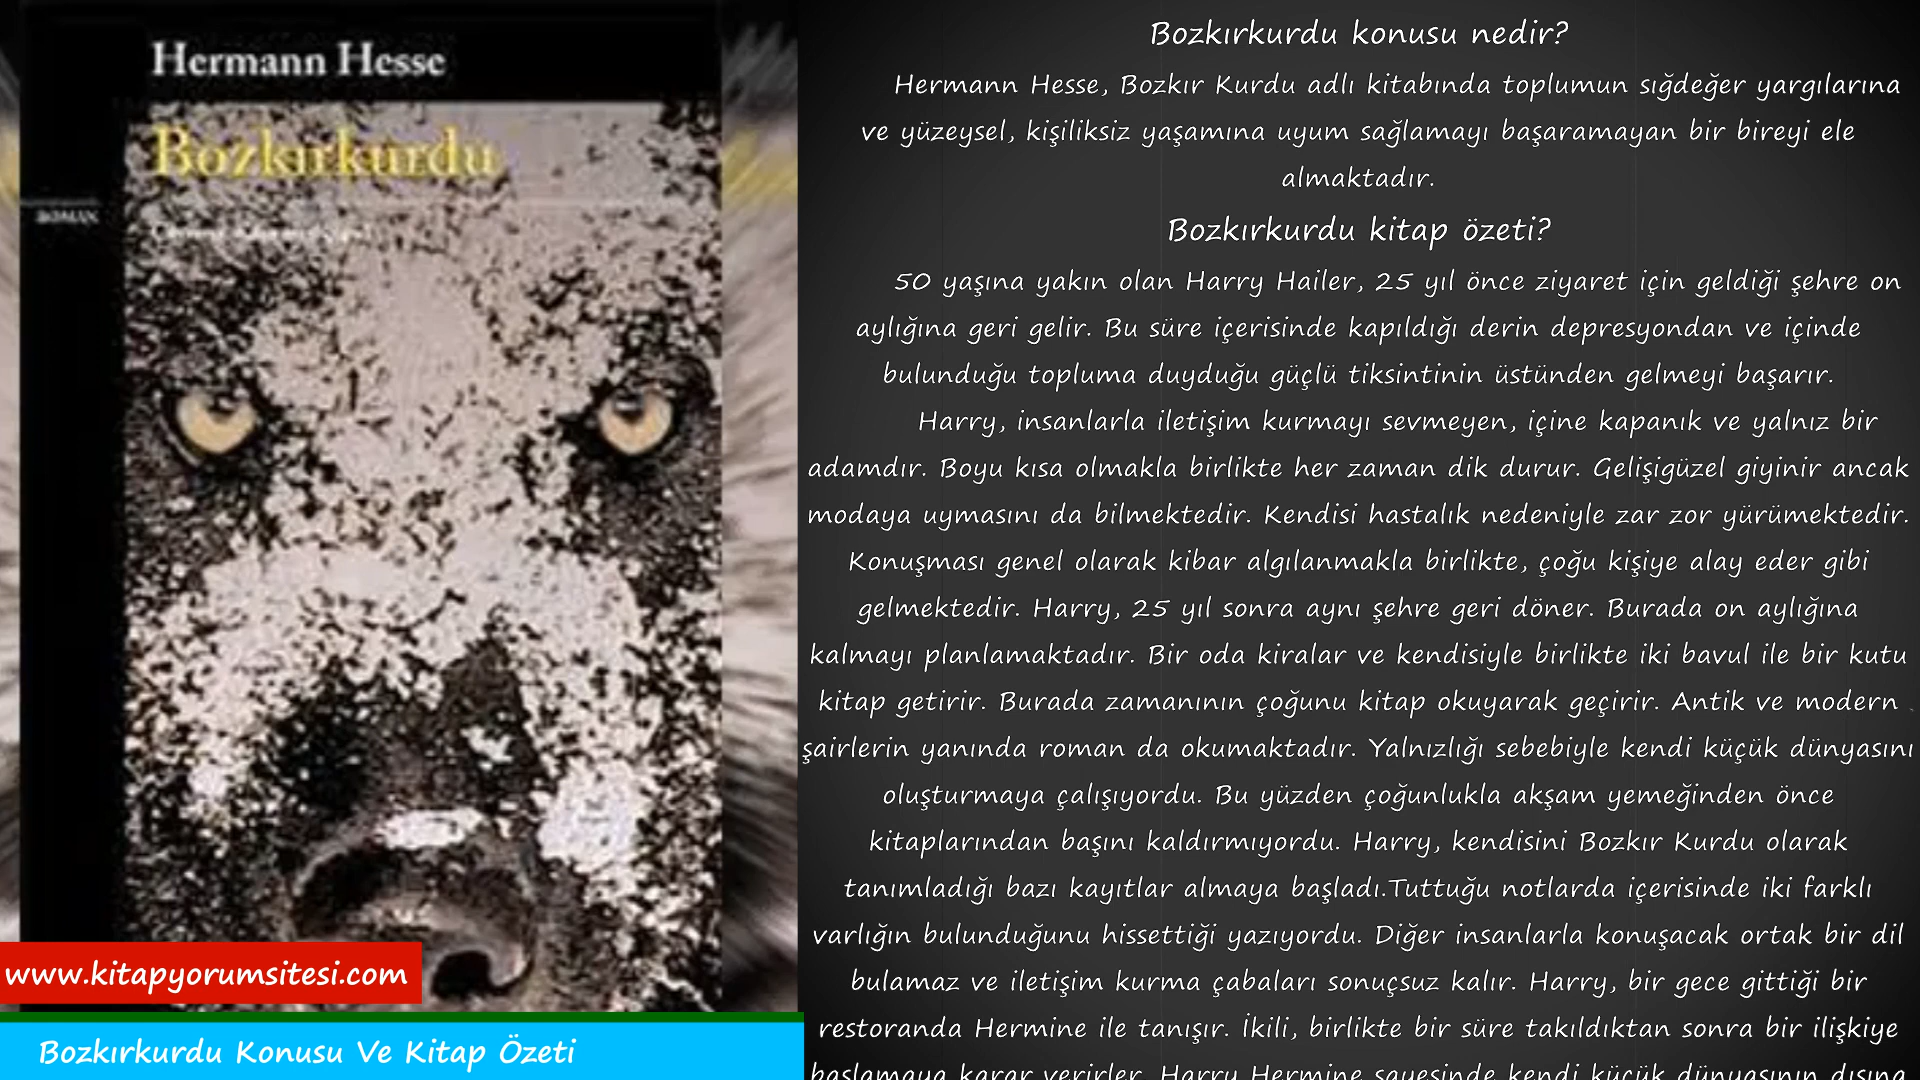 Hermann Hesse
Bozkırkurdu
ROMAN
www.kitapyorumsitesi.com
Bozkırkurdu Konusu Ve Kitap Özeti
Bozkırkurdu konusu nedir?
Hermann Hesse, Bozkır Kurdu adlı kitabında toplumun sığdeğer yargılarına
ve yüzeysel, kişiliksiz yaşamına uyum sağlamayı başaramayan bir bireyi ele
almaktadır.
Bozkırkurdu kitap özeti?
50 yaşına yakın olan Harry Hailer, 25 yıl önce ziyaret için geldiği şehre on
aylığına geri gelir. Bu süre içerisinde kapıldığı derin depresyondan ve içinde
bulunduğu topluma duyduğu güçlü tiksintinin üstünden gelmeyi başarır.
Harry, insanlarla iletişim kurmayı sevmeyen, içine kapanık ve yalnız bir
adamdır. Boyu kısa olmakla birlikte her zaman dik durur. Gelişigüzel giyinir ancak
modaya uymasını da bilmektedir. Kendisi hastalık nedeniyle zar zor yürümektedir.
Konuşması genel olarak kibar algılanmakla birlikte, çoğu kişiye alay eder gibi
gelmektedir. Harry, 25 yıl sonra aynı şehre geri döner. Burada on aylığına
kalmayı planlamaktadır. Bir oda kiralar ve kendisiyle birlikte iki bavul ile bir kutu
kitap getirir. Burada zamanının çoğunu kitap okuyarak geçirir. Antik ve modern
şairlerin yanında roman da okumaktadır. Yalnızlığı sebebiyle kendi küçük dünyasını
oluşturmaya çalışıyordu. Bu yüzden çoğunlukla akşam yemeğinden önce
kitaplarından başını kaldırmıyordu. Harry, kendisini Bozkır Kurdu olarak
tanımladığı bazı kayıtlar almaya başladı.Tuttuğu notlarda içerisinde iki farklı
varlığın bulunduğunu hissettiği yazıyordu. Diğer insanlarla konuşacak ortak bir dil
bulamaz ve iletişim kurma çabaları sonuçsuz kalır. Harry, bir gece gittiği bir
restoranda Hermine ile tanışır. İkili, birlikte bir süre takıldıktan sonra bir ilişkiye
başlamaya karar verirler. Harry Hermine sayesinde kendi küçük dünyasının dışına